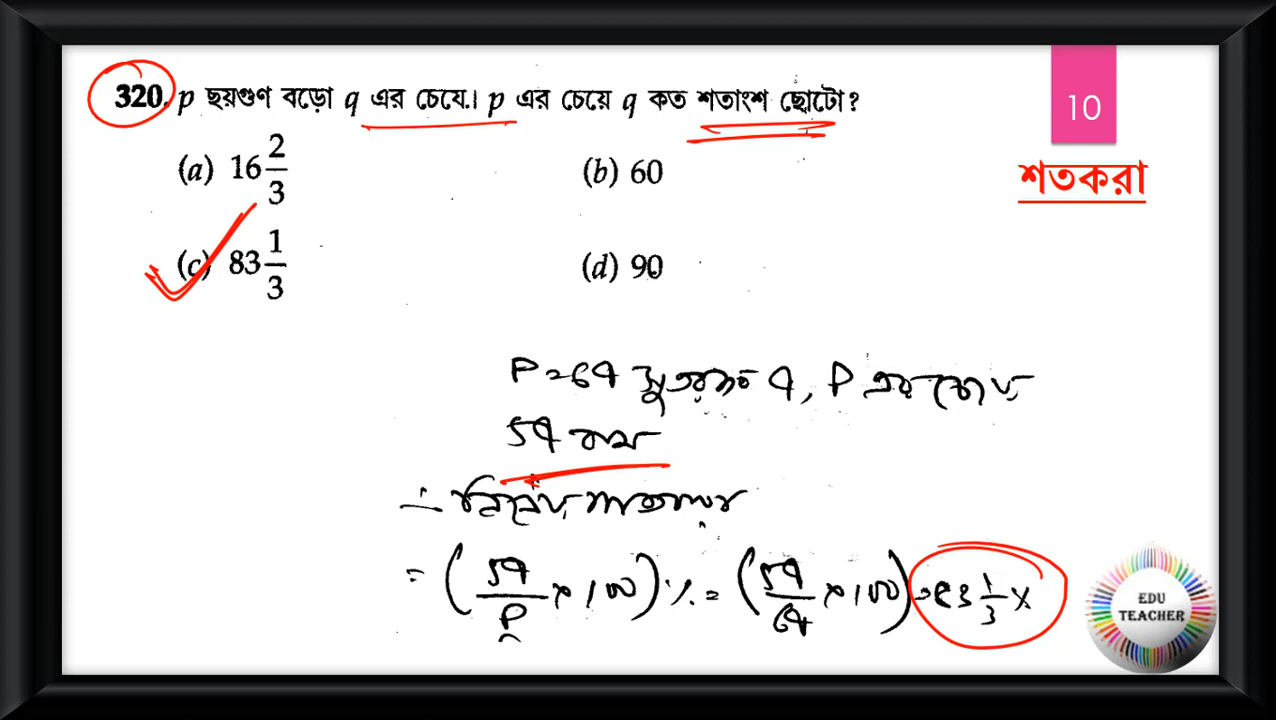 320. p ছয়গুণ বড়ো q এর চেযে.। p এর চেয়ে q কত শতাংশ ছোটো?
10
শতকরা
(a) 16 2/3
(b) 60
(c) 83 1/3
(d) 90
P=6q সুতরাং q, P এর চেয়ে
5q কম
∴ নির্ণেয় শতাংশ
= (5q/P × 100)% = (5q/6q × 100) = 83 1/3 %
EDU
TEACHER